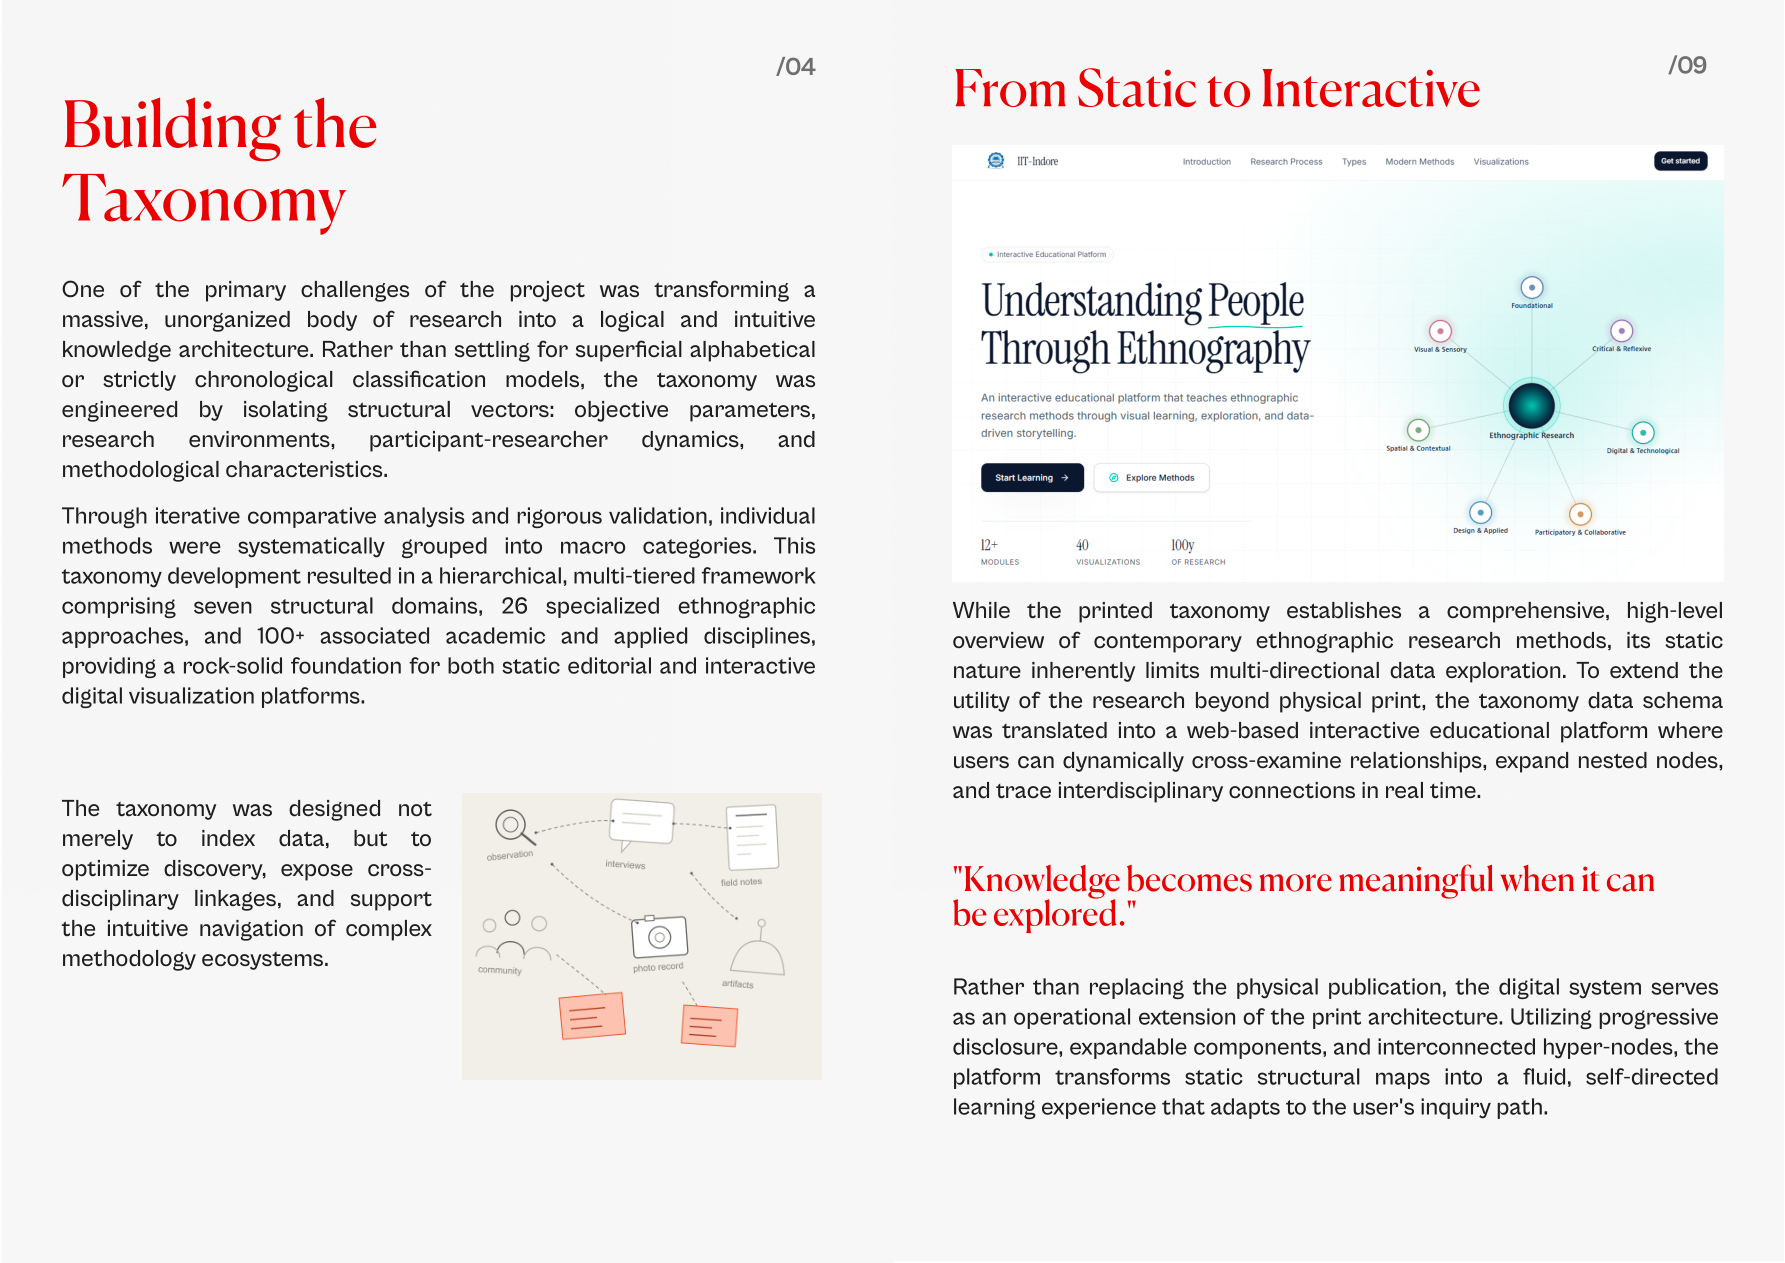 /04
Building the
Taxonomy
One of the primary challenges of the project was transforming a
massive, unorganized body of research into a logical and intuitive
knowledge architecture. Rather than settling for superficial alphabetical
or strictly chronological classification models, the taxonomy was
engineered by isolating structural vectors: objective parameters,
research environments, participant-researcher dynamics, and
methodological characteristics.
Through iterative comparative analysis and rigorous validation, individual
methods were systematically grouped into macro categories. This
taxonomy development resulted in a hierarchical, multi-tiered framework
comprising seven structural domains, 26 specialized ethnographic
approaches, and 100+ associated academic and applied disciplines,
providing a rock-solid foundation for both static editorial and interactive
digital visualization platforms.
The taxonomy was designed not
merely to index data, but to
optimize discovery, expose cross-
disciplinary linkages, and support
the intuitive navigation of complex
methodology ecosystems.
observation
interviews
field notes
community
photo record
artifacts
/09
From Static to Interactive
IIT-Indore
Introduction Research Process Types Modern Methods Visualizations
Get started
Interactive Educational Platform
Understanding People
Through Ethnography
An interactive educational platform that teaches ethnographic
research methods through visual learning, exploration, and data-
driven storytelling.
Start Learning →
Explore Methods
12+
MODULES
40
VISUALIZATIONS
100y
OF RESEARCH
Foundational
Visual & Sensory
Critical & Reflexive
Ethnographic Research
Spatial & Contextual
Digital & Technological
Design & Applied
Participatory & Collaborative
While the printed taxonomy establishes a comprehensive, high-level
overview of contemporary ethnographic research methods, its static
nature inherently limits multi-directional data exploration. To extend the
utility of the research beyond physical print, the taxonomy data schema
was translated into a web-based interactive educational platform where
users can dynamically cross-examine relationships, expand nested nodes,
and trace interdisciplinary connections in real time.
"Knowledge becomes more meaningful when it can
be explored."
Rather than replacing the physical publication, the digital system serves
as an operational extension of the print architecture. Utilizing progressive
disclosure, expandable components, and interconnected hyper-nodes, the
platform transforms static structural maps into a fluid, self-directed
learning experience that adapts to the user's inquiry path.